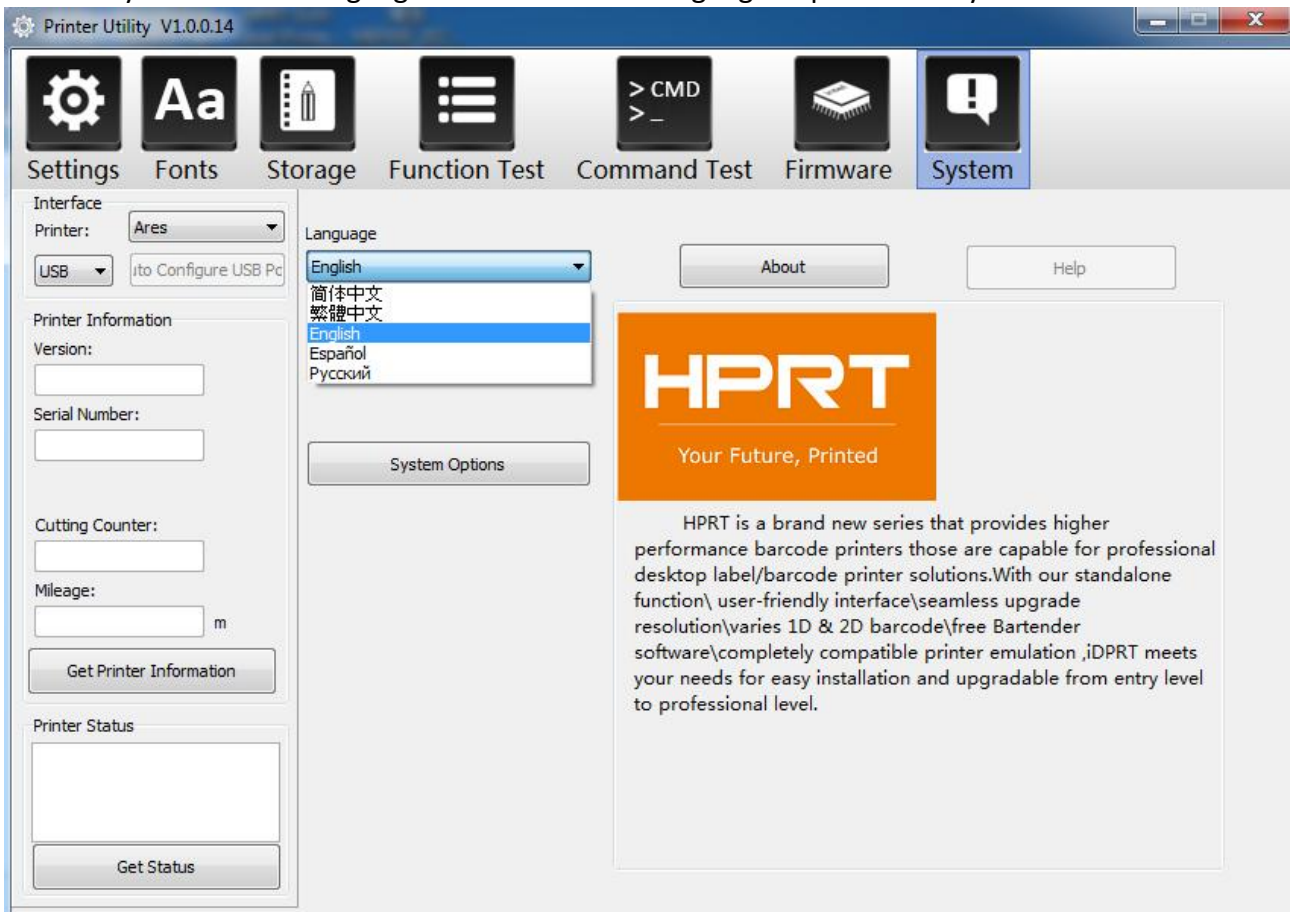 Printer Utility V1.0.0.14
> CMD
>_
Aa
Settings Fonts Storage Function Test Command Test Firmware System
Interface
Printer: Ares
USB ito Configure USB Pc
Printer Information
Version:
Serial Number:
Cutting Counter:
Mileage:
m
Get Printer Information
Printer Status
Get Status
Language
English
简体中文
繁體中文
English
Español
Русский
System Options
About
Help
HPRT
Your Future, Printed
HPRT is a brand new series that provides higher
performance barcode printers those are capable for professional
desktop label/barcode printer solutions.With our standalone
function\ user-friendly interface\seamless upgrade
resolution\varies 1D & 2D barcode\free Bartender
software\completely compatible printer emulation ,iDPRT meets
your needs for easy installation and upgradable from entry level
to professional level.